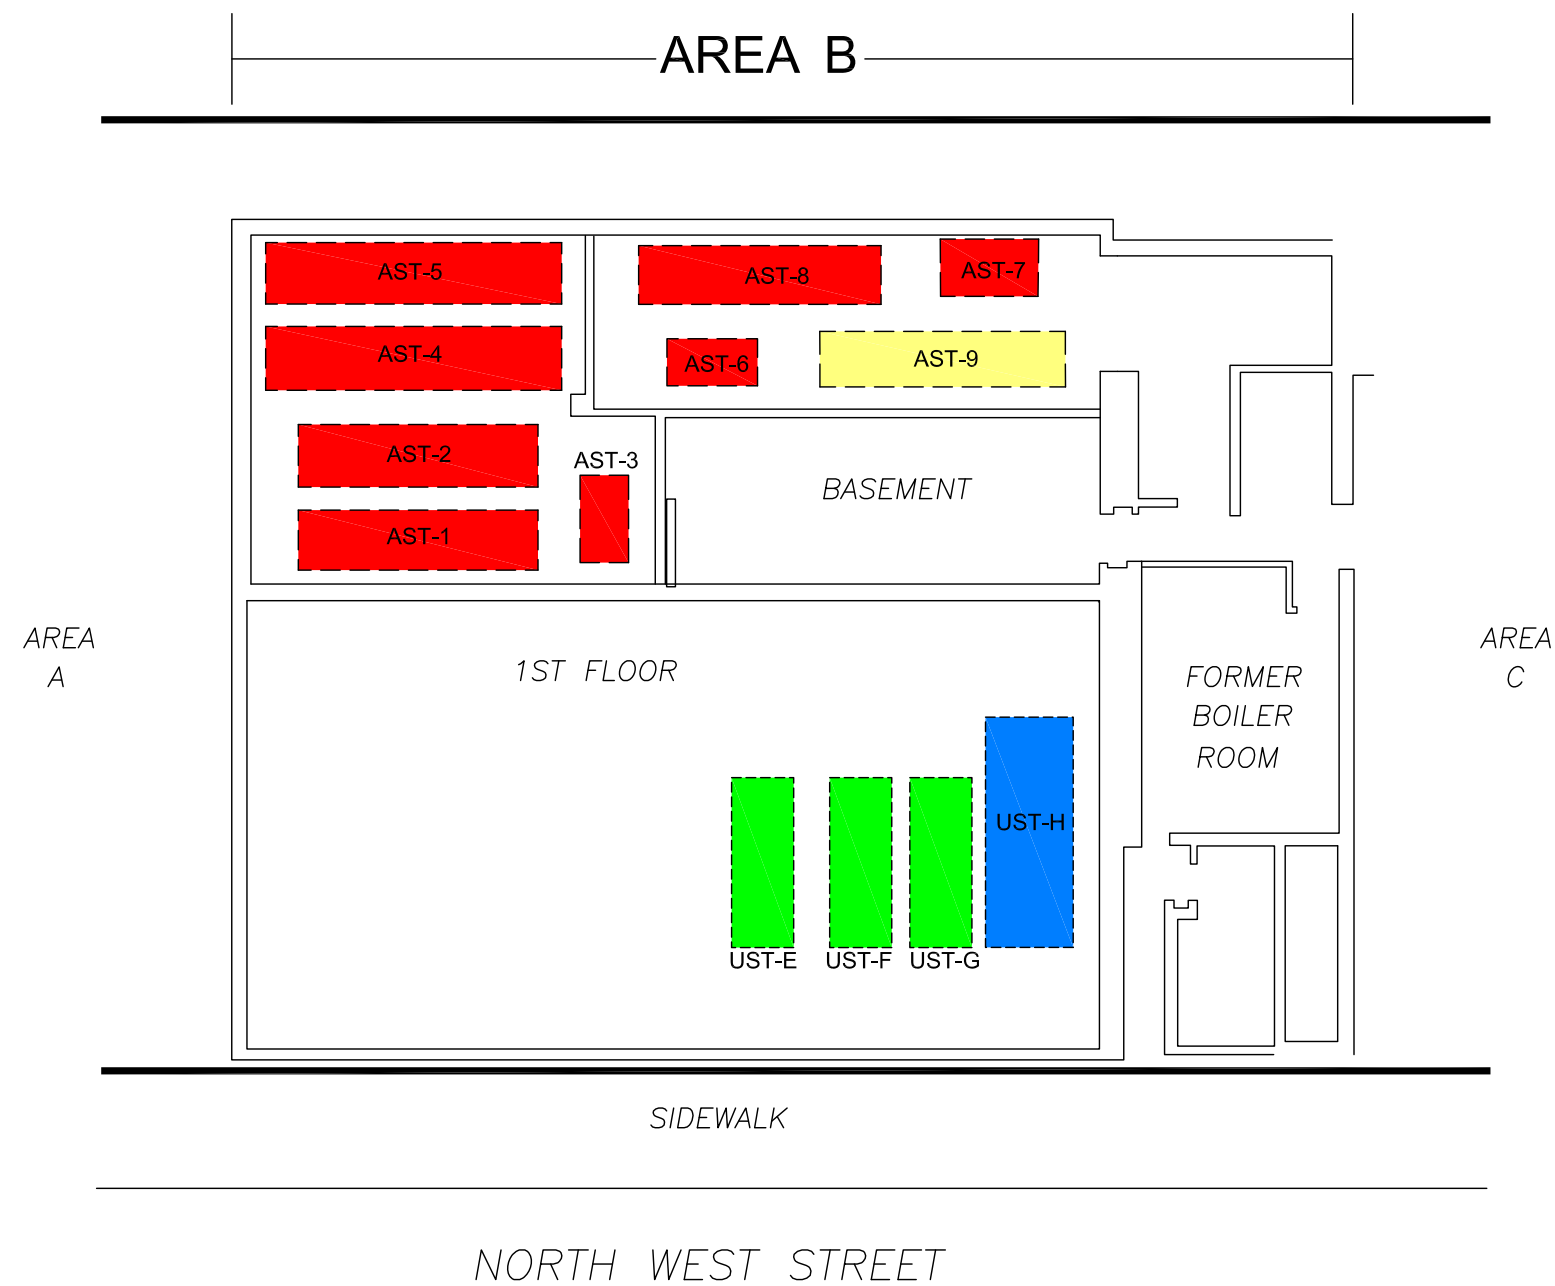 AREA B
AST-5
AST-8
AST-7
AST-4
AST-6
AST-9
AST-2
AST-3
BASEMENT
AST-1
AREA
A
1ST FLOOR
FORMER
BOILER
ROOM
AREA
C
UST-H
UST-E
UST-F
UST-G
SIDEWALK
NORTH WEST STREET